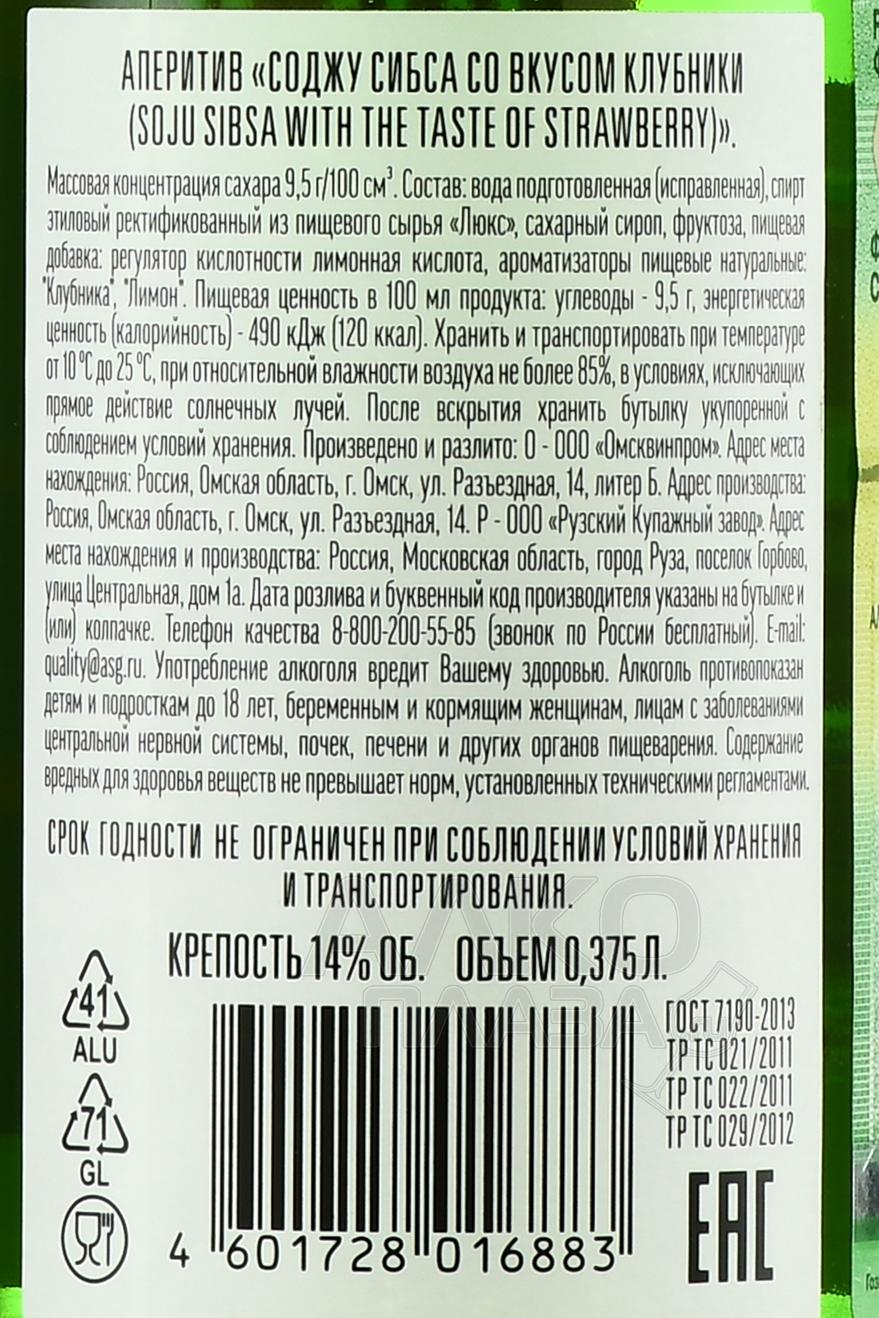 АПЕРИТИВ «СОДЖУ СИБСА СО ВКУСОМ КЛУБНИКИ
(SOJU SIBSA WITH THE TASTE OF STRAWBERRY)».
Массовая концентрация сахара 9,5 г/100 см³. Состав: вода подготовленная (исправленная), спирт
этиловый ректификованный из пищевого сырья «Люкс», сахарный сироп, фруктоза, пищевая
добавка: регулятор кислотности лимонная кислота, ароматизаторы пищевые натуральные:
"Клубника", "Лимон". Пищевая ценность в 100 мл продукта: углеводы - 9,5 г, энергетическая
ценность (калорийность) - 490 кДж (120 ккал). Хранить и транспортировать при температуре
от 10 °С до 25 °С, при относительной влажности воздуха не более 85%, в условиях, исключающих
прямое действие солнечных лучей. После вскрытия хранить бутылку укупоренной с
соблюдением условий хранения. Произведено и разлито: О - ООО «Омсквинпром». Адрес места
нахождения: Россия, Омская область, г. Омск, ул. Разъездная, 14, литер Б. Адрес производства:
Россия, Омская область, г. Омск, ул. Разъездная, 14. Р - ООО «Рузский Купажный завод». Адрес
места нахождения и производства: Россия, Московская область, город Руза, поселок Горбово,
улица Центральная, дом 1а. Дата розлива и буквенный код производителя указаны на бутылке и
(или) колпачке. Телефон качества 8-800-200-55-85 (звонок по России бесплатный). E-mail:
quality@asg.ru. Употребление алкоголя вредит Вашему здоровью. Алкоголь противопоказан
детям и подросткам до 18 лет, беременным и кормящим женщинам, лицам с заболеваниями
центральной нервной системы, почек, печени и других органов пищеварения. Содержание
вредных для здоровья веществ не превышает норм, установленных техническими регламентами.
СРОК ГОДНОСТИ НЕ ОГРАНИЧЕН ПРИ СОБЛЮДЕНИИ УСЛОВИЙ ХРАНЕНИЯ
И ТРАНСПОРТИРОВАНИЯ.
КРЕПОСТЬ 14% ОБ. ОБЪЕМ 0,375 Л.
АЛКО
ПЛАЗА
41
ALU
71
GL
ГОСТ 7190-2013
ТР ТС 021/2011
ТР ТС 022/2011
ТР ТС 029/2012
EAC
4 601728 016883